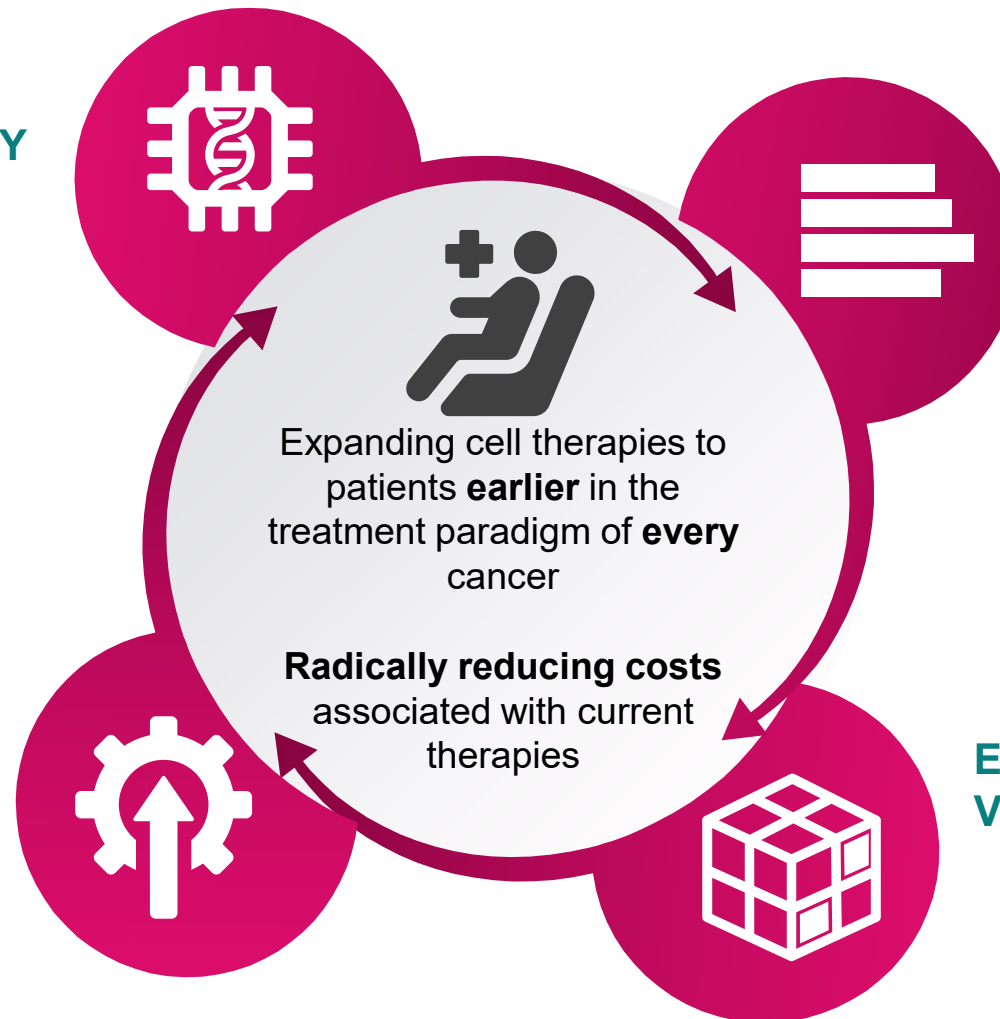 Y
Expanding cell therapies to
patients earlier in the
treatment paradigm of every
cancer
Radically reducing costs
associated with current
therapies
E
V